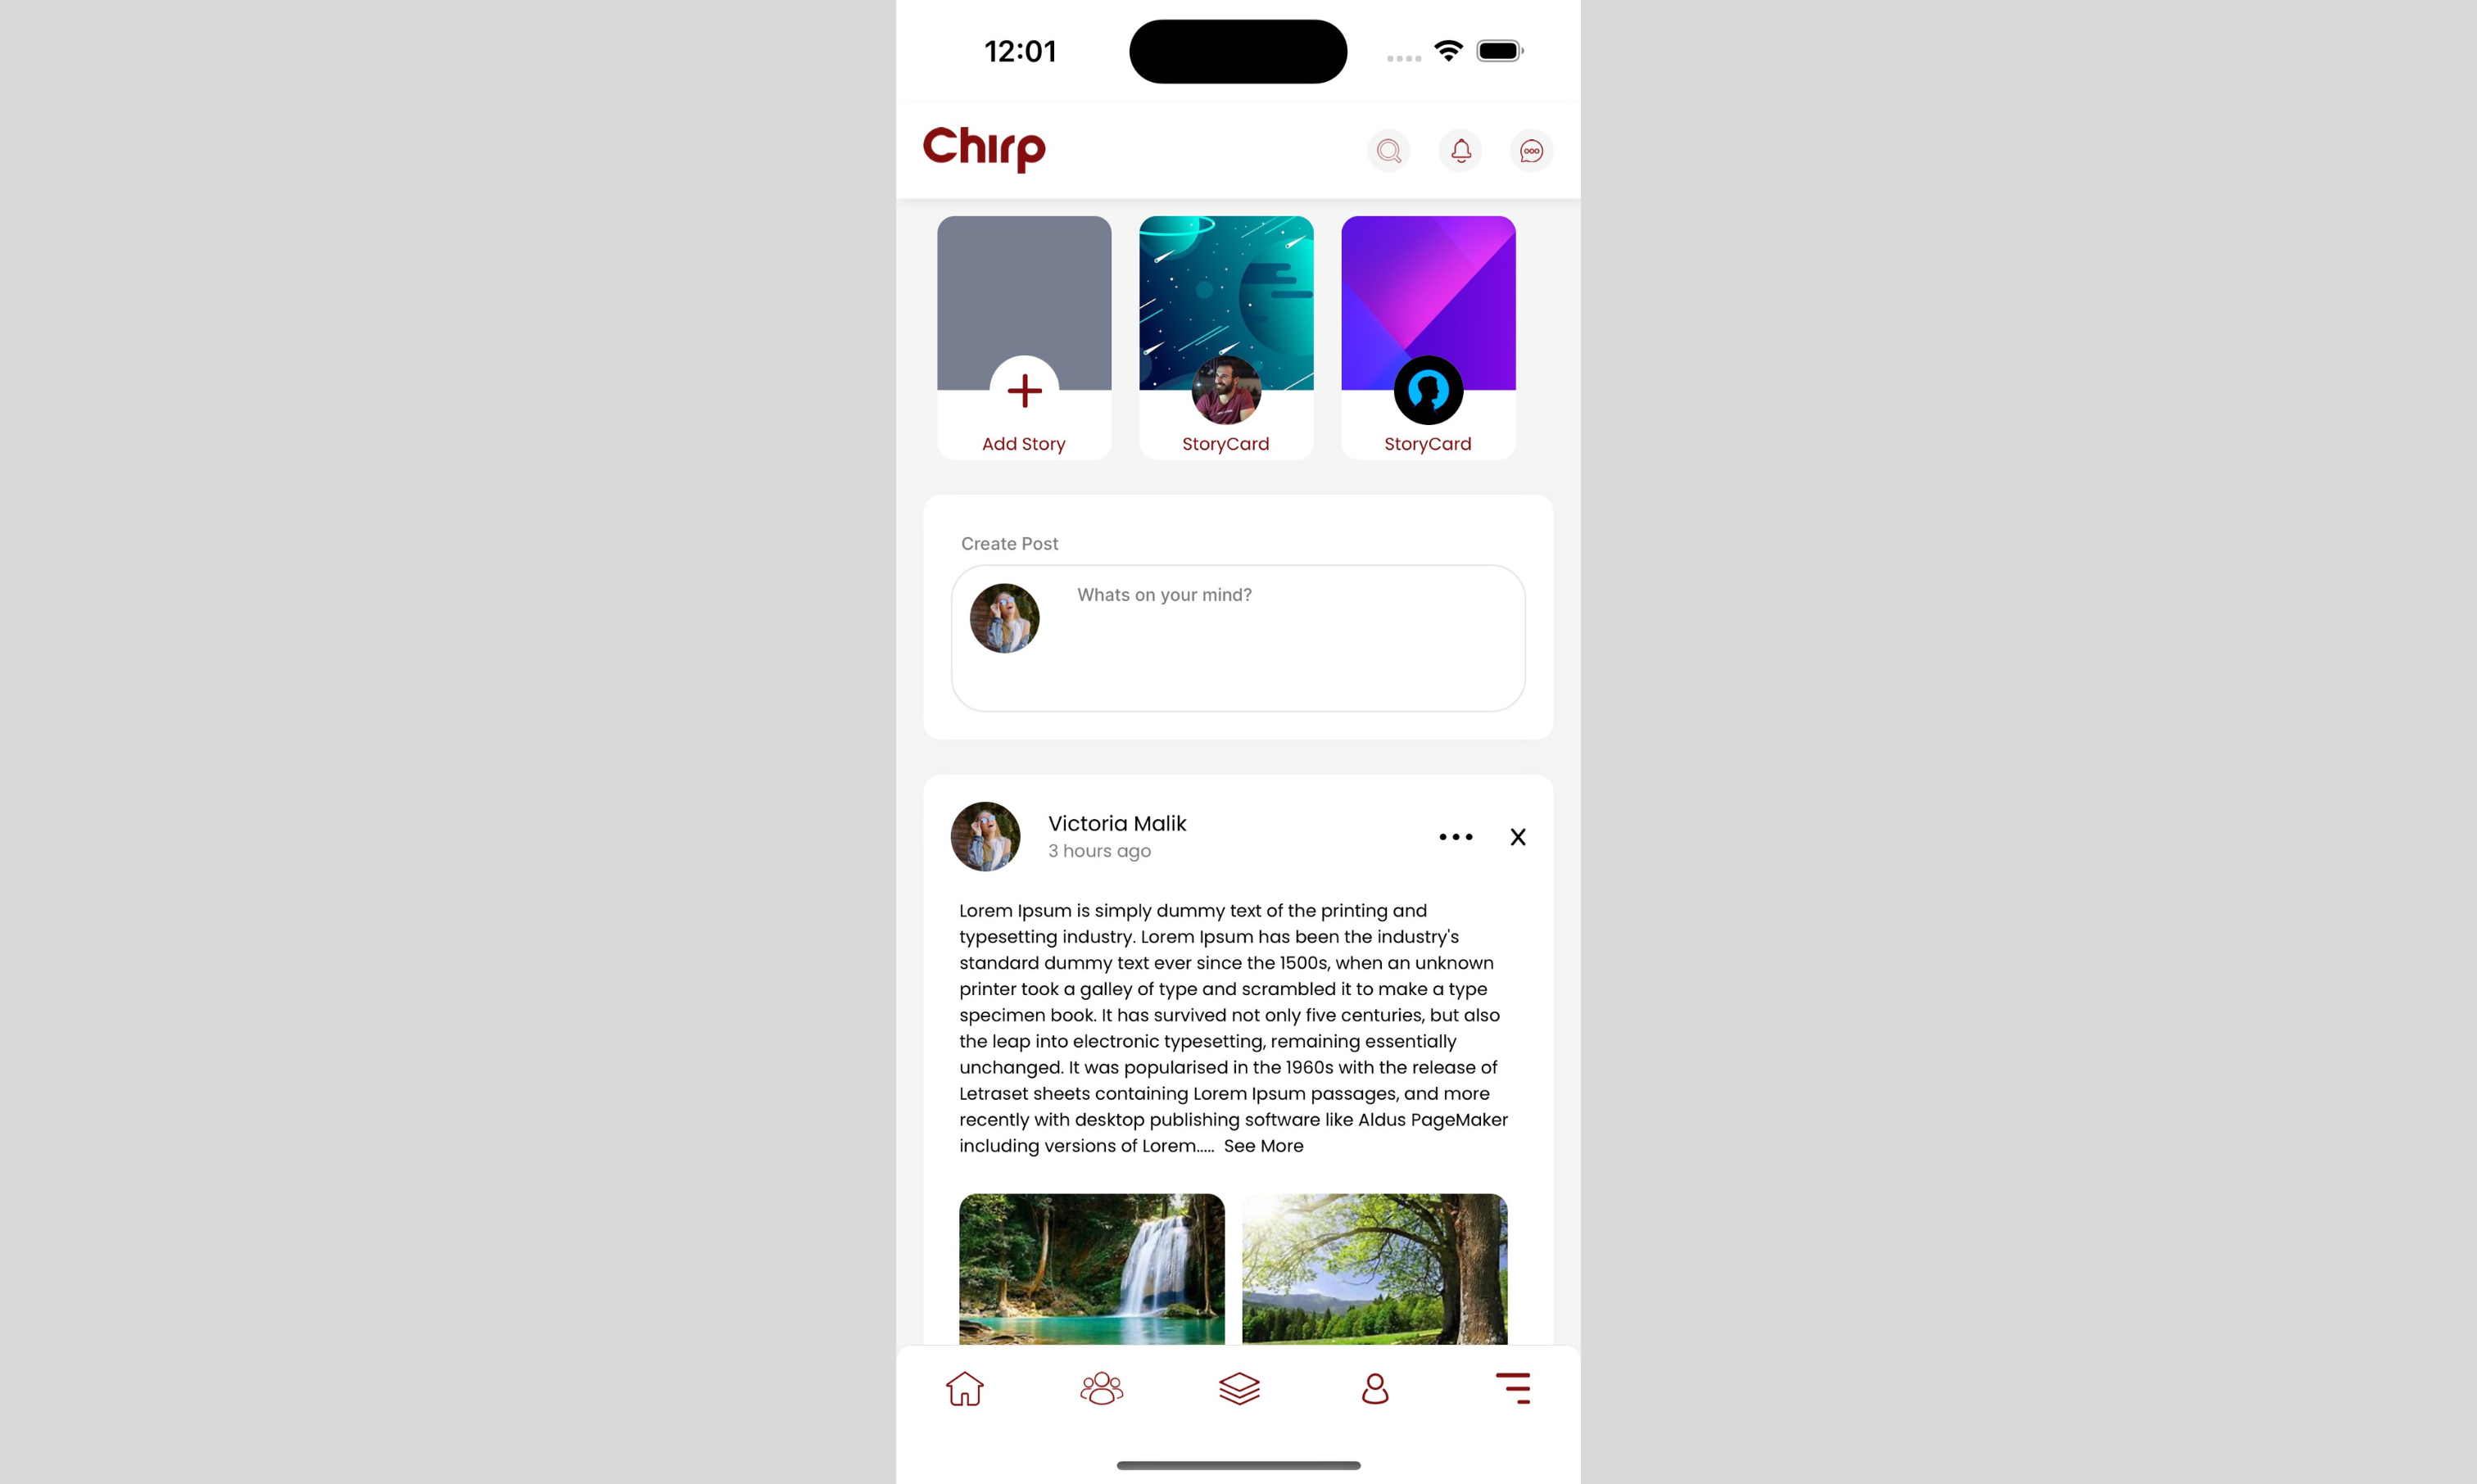 12:01
Chirp
Add Story
StoryCard
StoryCard
Create Post
Whats on your mind?
Victoria Malik
3 hours ago
X
Lorem Ipsum is simply dummy text of the printing and
typesetting industry. Lorem Ipsum has been the industry's
standard dummy text ever since the 1500s, when an unknown
printer took a galley of type and scrambled it to make a type
specimen book. It has survived not only five centuries, but also
the leap into electronic typesetting, remaining essentially
unchanged. It was popularised in the 1960s with the release of
Letraset sheets containing Lorem Ipsum passages, and more
recently with desktop publishing software like Aldus PageMaker
including versions of Lorem..... See More